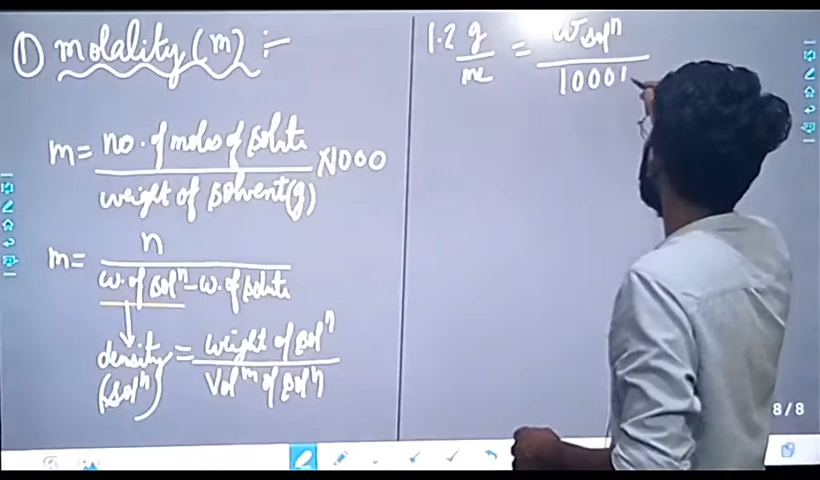 ① molality (m) :-
m = no. of moles of solute / weight of solvent (g) × 1000
m = n / w. of solⁿ - w. of solute
density (solⁿ) = weight of solⁿ / Volᵐ of solⁿ
1.2 g / ml = w solⁿ / 1000
8 / 8